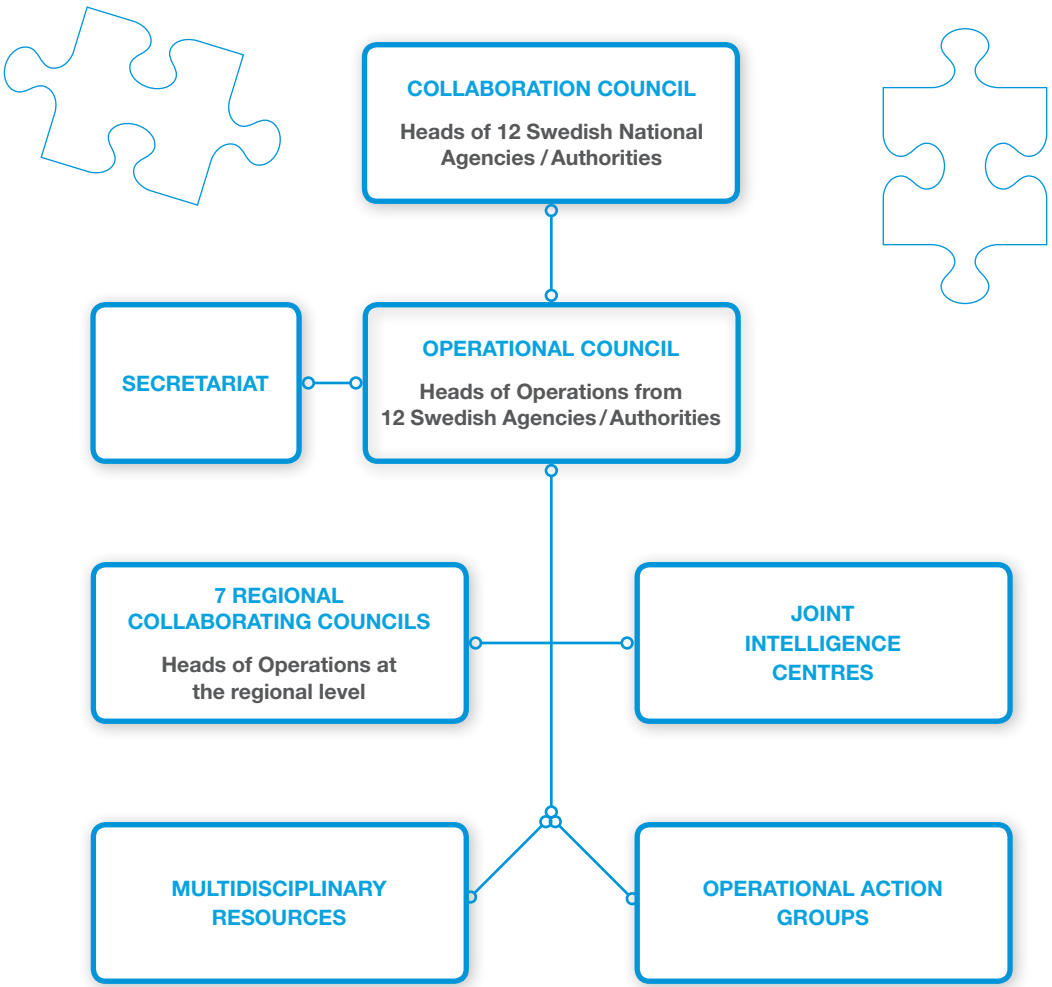 COLLABORATION COUNCIL
Heads of 12 Swedish National
Agencies / Authorities
SECRETARIAT
OPERATIONAL COUNCIL
Heads of Operations from
12 Swedish Agencies / Authorities
7 REGIONAL
COLLABORATING COUNCILS
Heads of Operations at
the regional level
JOINT
INTELLIGENCE
CENTRES
MULTIDISCIPLINARY
RESOURCES
OPERATIONAL ACTION
GROUPS